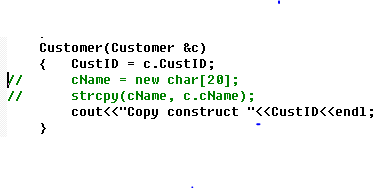 Customer(Customer &c)
{   CustID = c.CustID;
//      cName = new char[20];
//      strcpy(cName, c.cName);
cout<<"Copy construct "<<CustID<<endl;
}